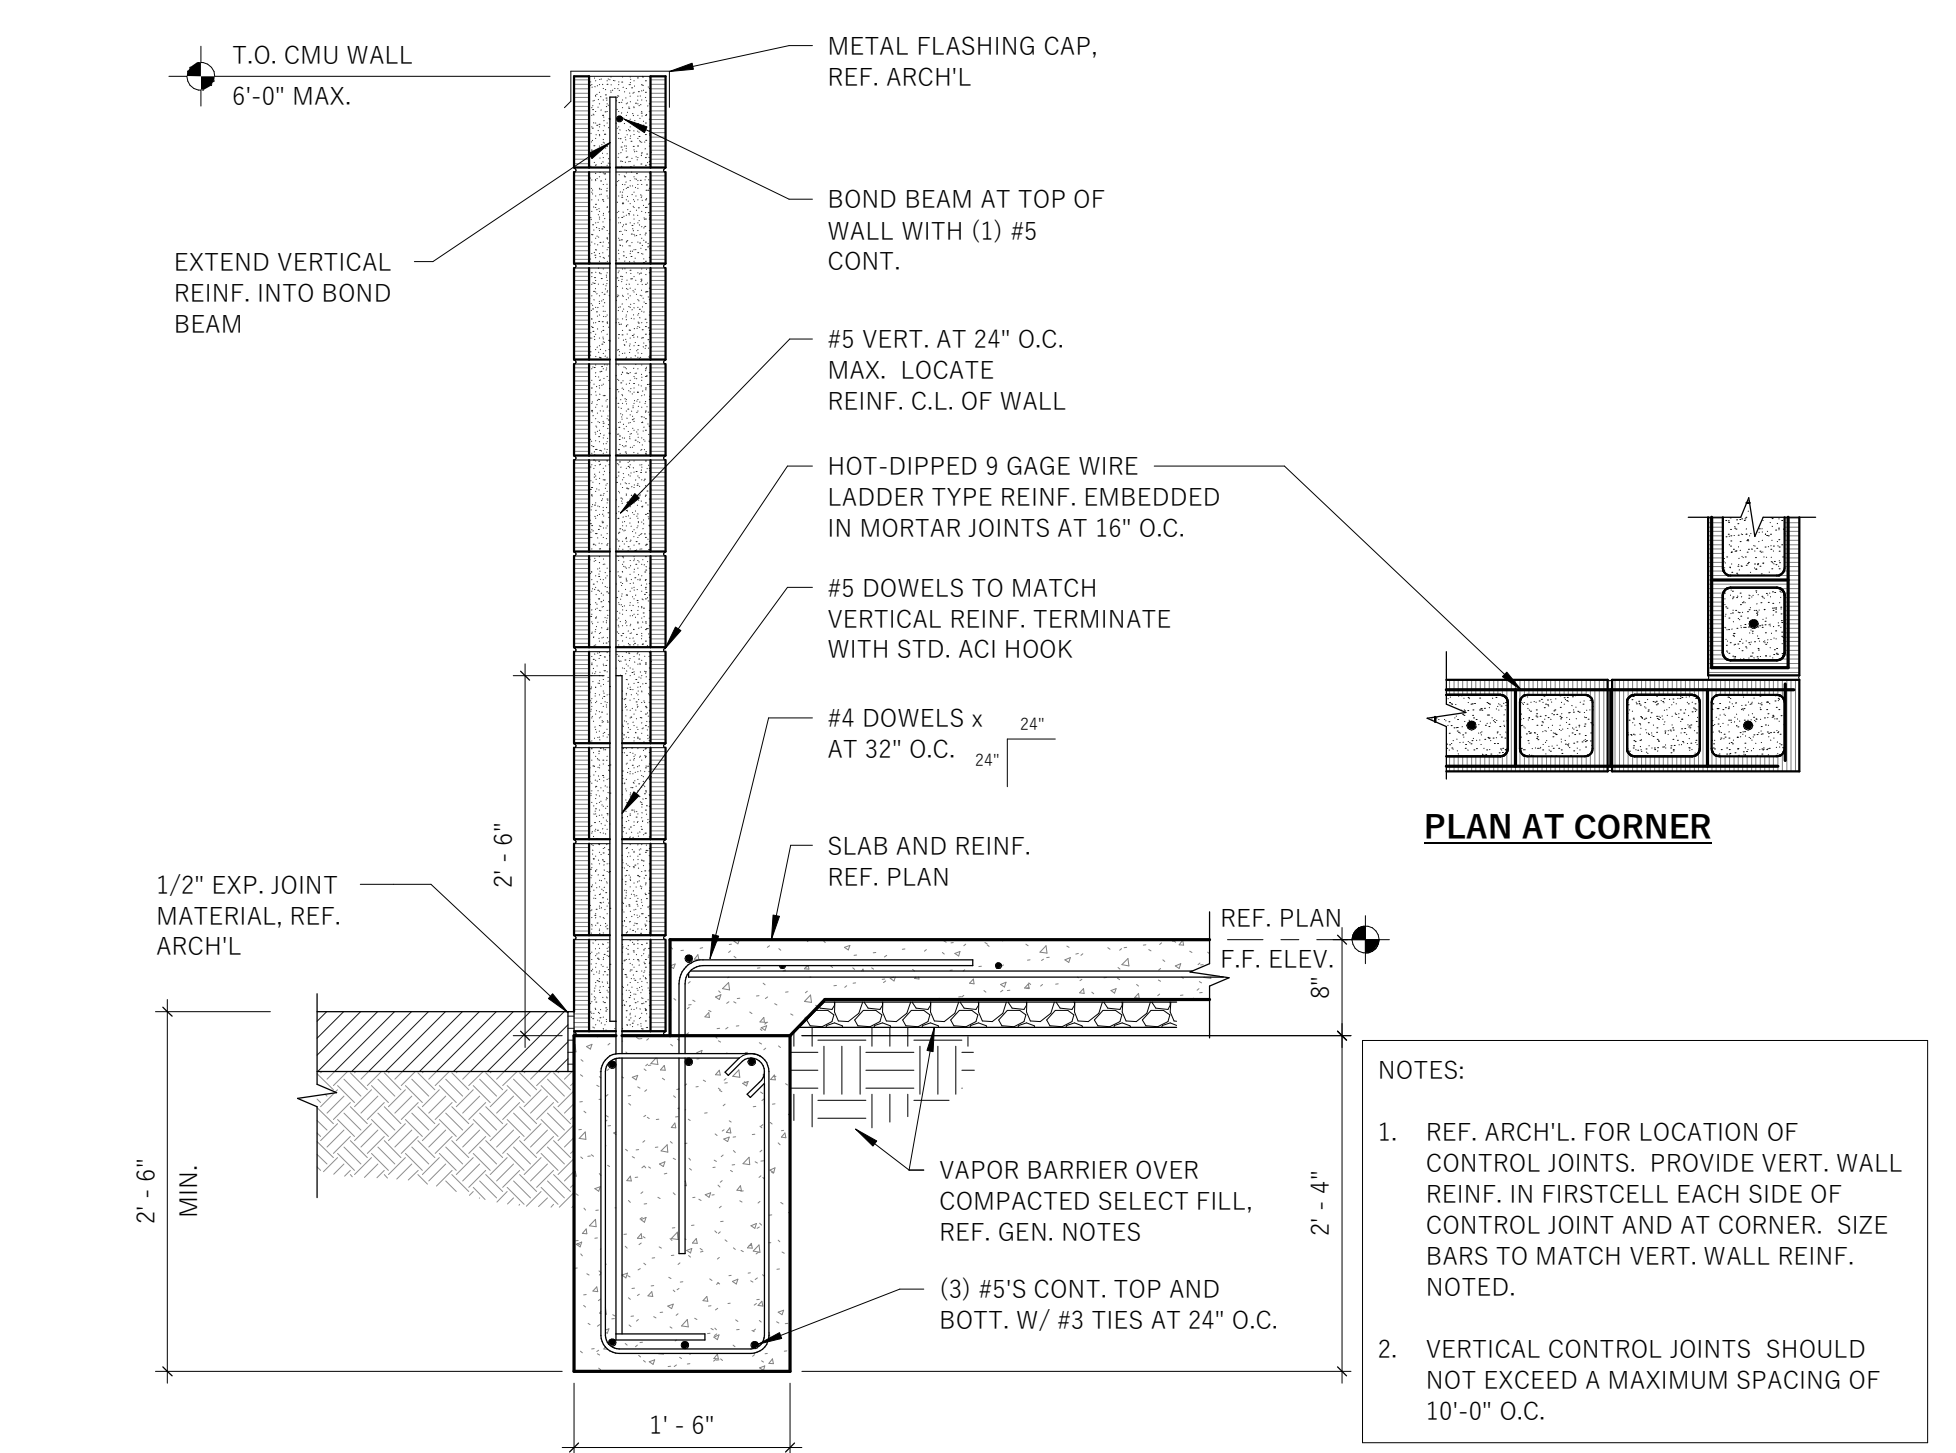 T.O. CMU WALL
6'-0" MAX.
METAL FLASHING CAP,
REF. ARCH'L
BOND BEAM AT TOP OF
WALL WITH (1) #5
CONT.
EXTEND VERTICAL
REINF. INTO BOND
BEAM
#5 VERT. AT 24" O.C.
MAX.  LOCATE
REINF. C.L. OF WALL
HOT-DIPPED 9 GAGE WIRE
LADDER TYPE REINF. EMBEDDED
IN MORTAR JOINTS AT 16" O.C.
#5 DOWELS TO MATCH
VERTICAL REINF. TERMINATE
WITH STD. ACI HOOK
#4 DOWELS x
AT 32" O.C.
24"
24"
PLAN AT CORNER
2' - 6"
SLAB AND REINF.
REF. PLAN
1/2" EXP. JOINT
MATERIAL, REF.
ARCH'L
REF. PLAN
F.F. ELEV.
8"
2' - 6"
MIN.
2' - 4"
VAPOR BARRIER OVER
COMPACTED SELECT FILL,
REF. GEN. NOTES
(3) #5'S CONT. TOP AND
BOTT. W/ #3 TIES AT 24" O.C.
1' - 6"
NOTES:
1. REF. ARCH'L. FOR LOCATION OF
CONTROL JOINTS.  PROVIDE VERT. WALL
REINF. IN FIRSTCELL EACH SIDE OF
CONTROL JOINT AND AT CORNER.  SIZE
BARS TO MATCH VERT. WALL REINF.
NOTED.
2. VERTICAL CONTROL JOINTS  SHOULD
NOT EXCEED A MAXIMUM SPACING OF
10'-0" O.C.